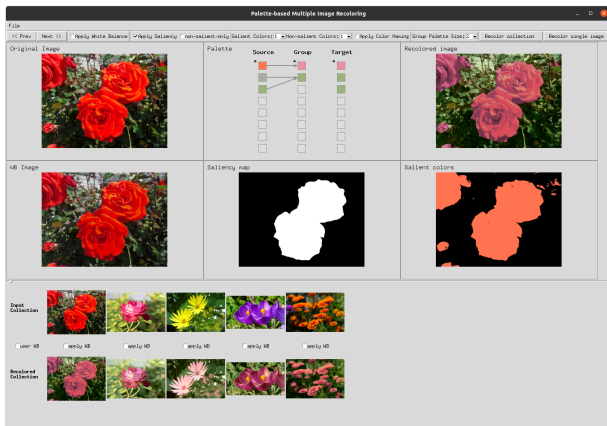 Palette-based Multiple Image Recoloring
File
<< Prev Next >> Apply White Balance Apply Saliency non-salient-only Salient Colors: 1 Non-salient Colors: 1 Apply Color Naming Group Palette Size: 2 Recolor collection Recolor single image
Original Image
Palette
Source Group Target
Recolored image
WB Image
Saliency map
Salient colors
Input
Collection
user WB apply WB apply WB apply WB apply WB
Recolored
Collection